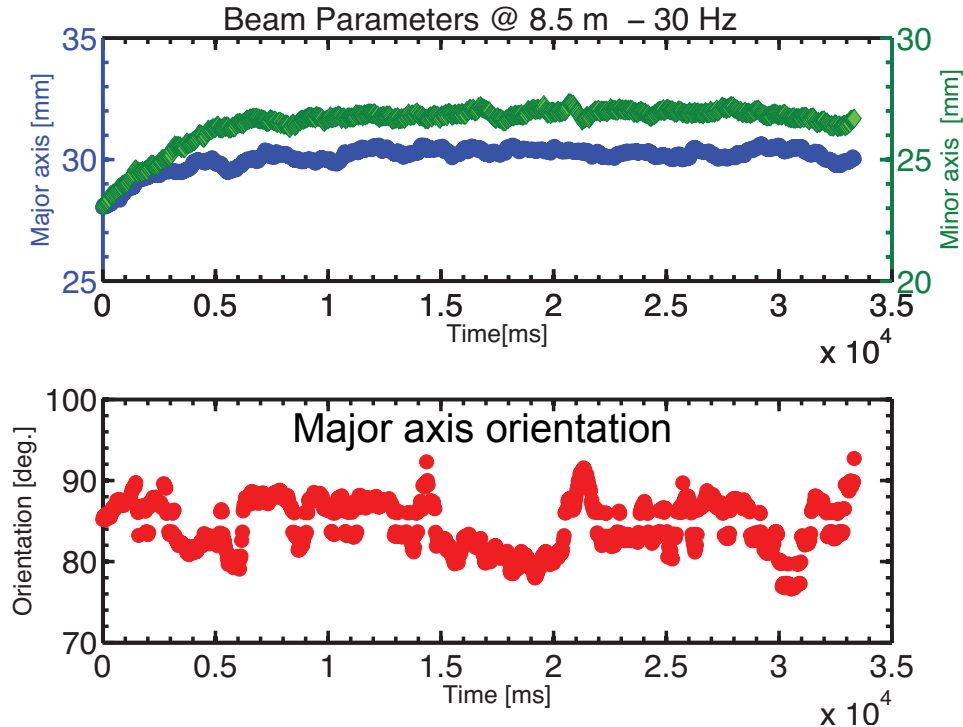 Beam Parameters @ 8.5 m – 30 Hz
35
30
25
Major axis [mm]
30
25
20
Minor axis [mm]
0 0.5 1 1.5 2 2.5 3 3.5
Time[ms]
x 10^4
Major axis orientation
100
90
80
70
Orientation [deg.]
0 0.5 1 1.5 2 2.5 3 3.5
Time [ms]
x 10^4